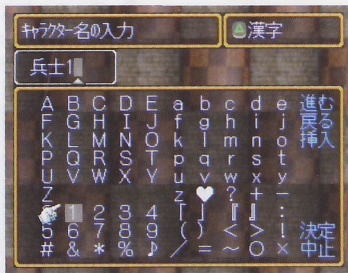 キャラクター名の入力
漢字
兵士1
A B C D E a b c d e 進む
F G H I J f g h i j 戻る
K L M N O k l m n o 挿入
P Q R S T p q r s t
U V W X Y u v w x y
Z z ♥ ? + −
1 2 3 4 「 」 『 』 :
5 6 7 8 9 ( ) < > ! 決定
# & * % ♪ / = ~ ○ × 中止